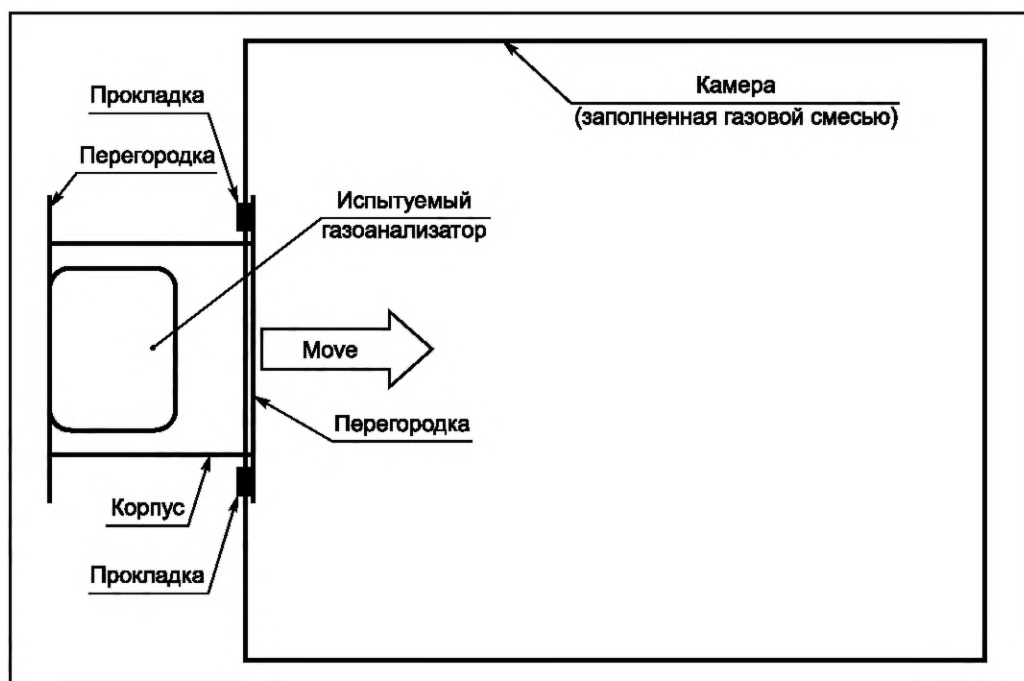 Прокладка
Камера
(заполненная газовой смесью)
Перегородка
Испытуемый
газоанализатор
Move
Перегородка
Корпус
Прокладка